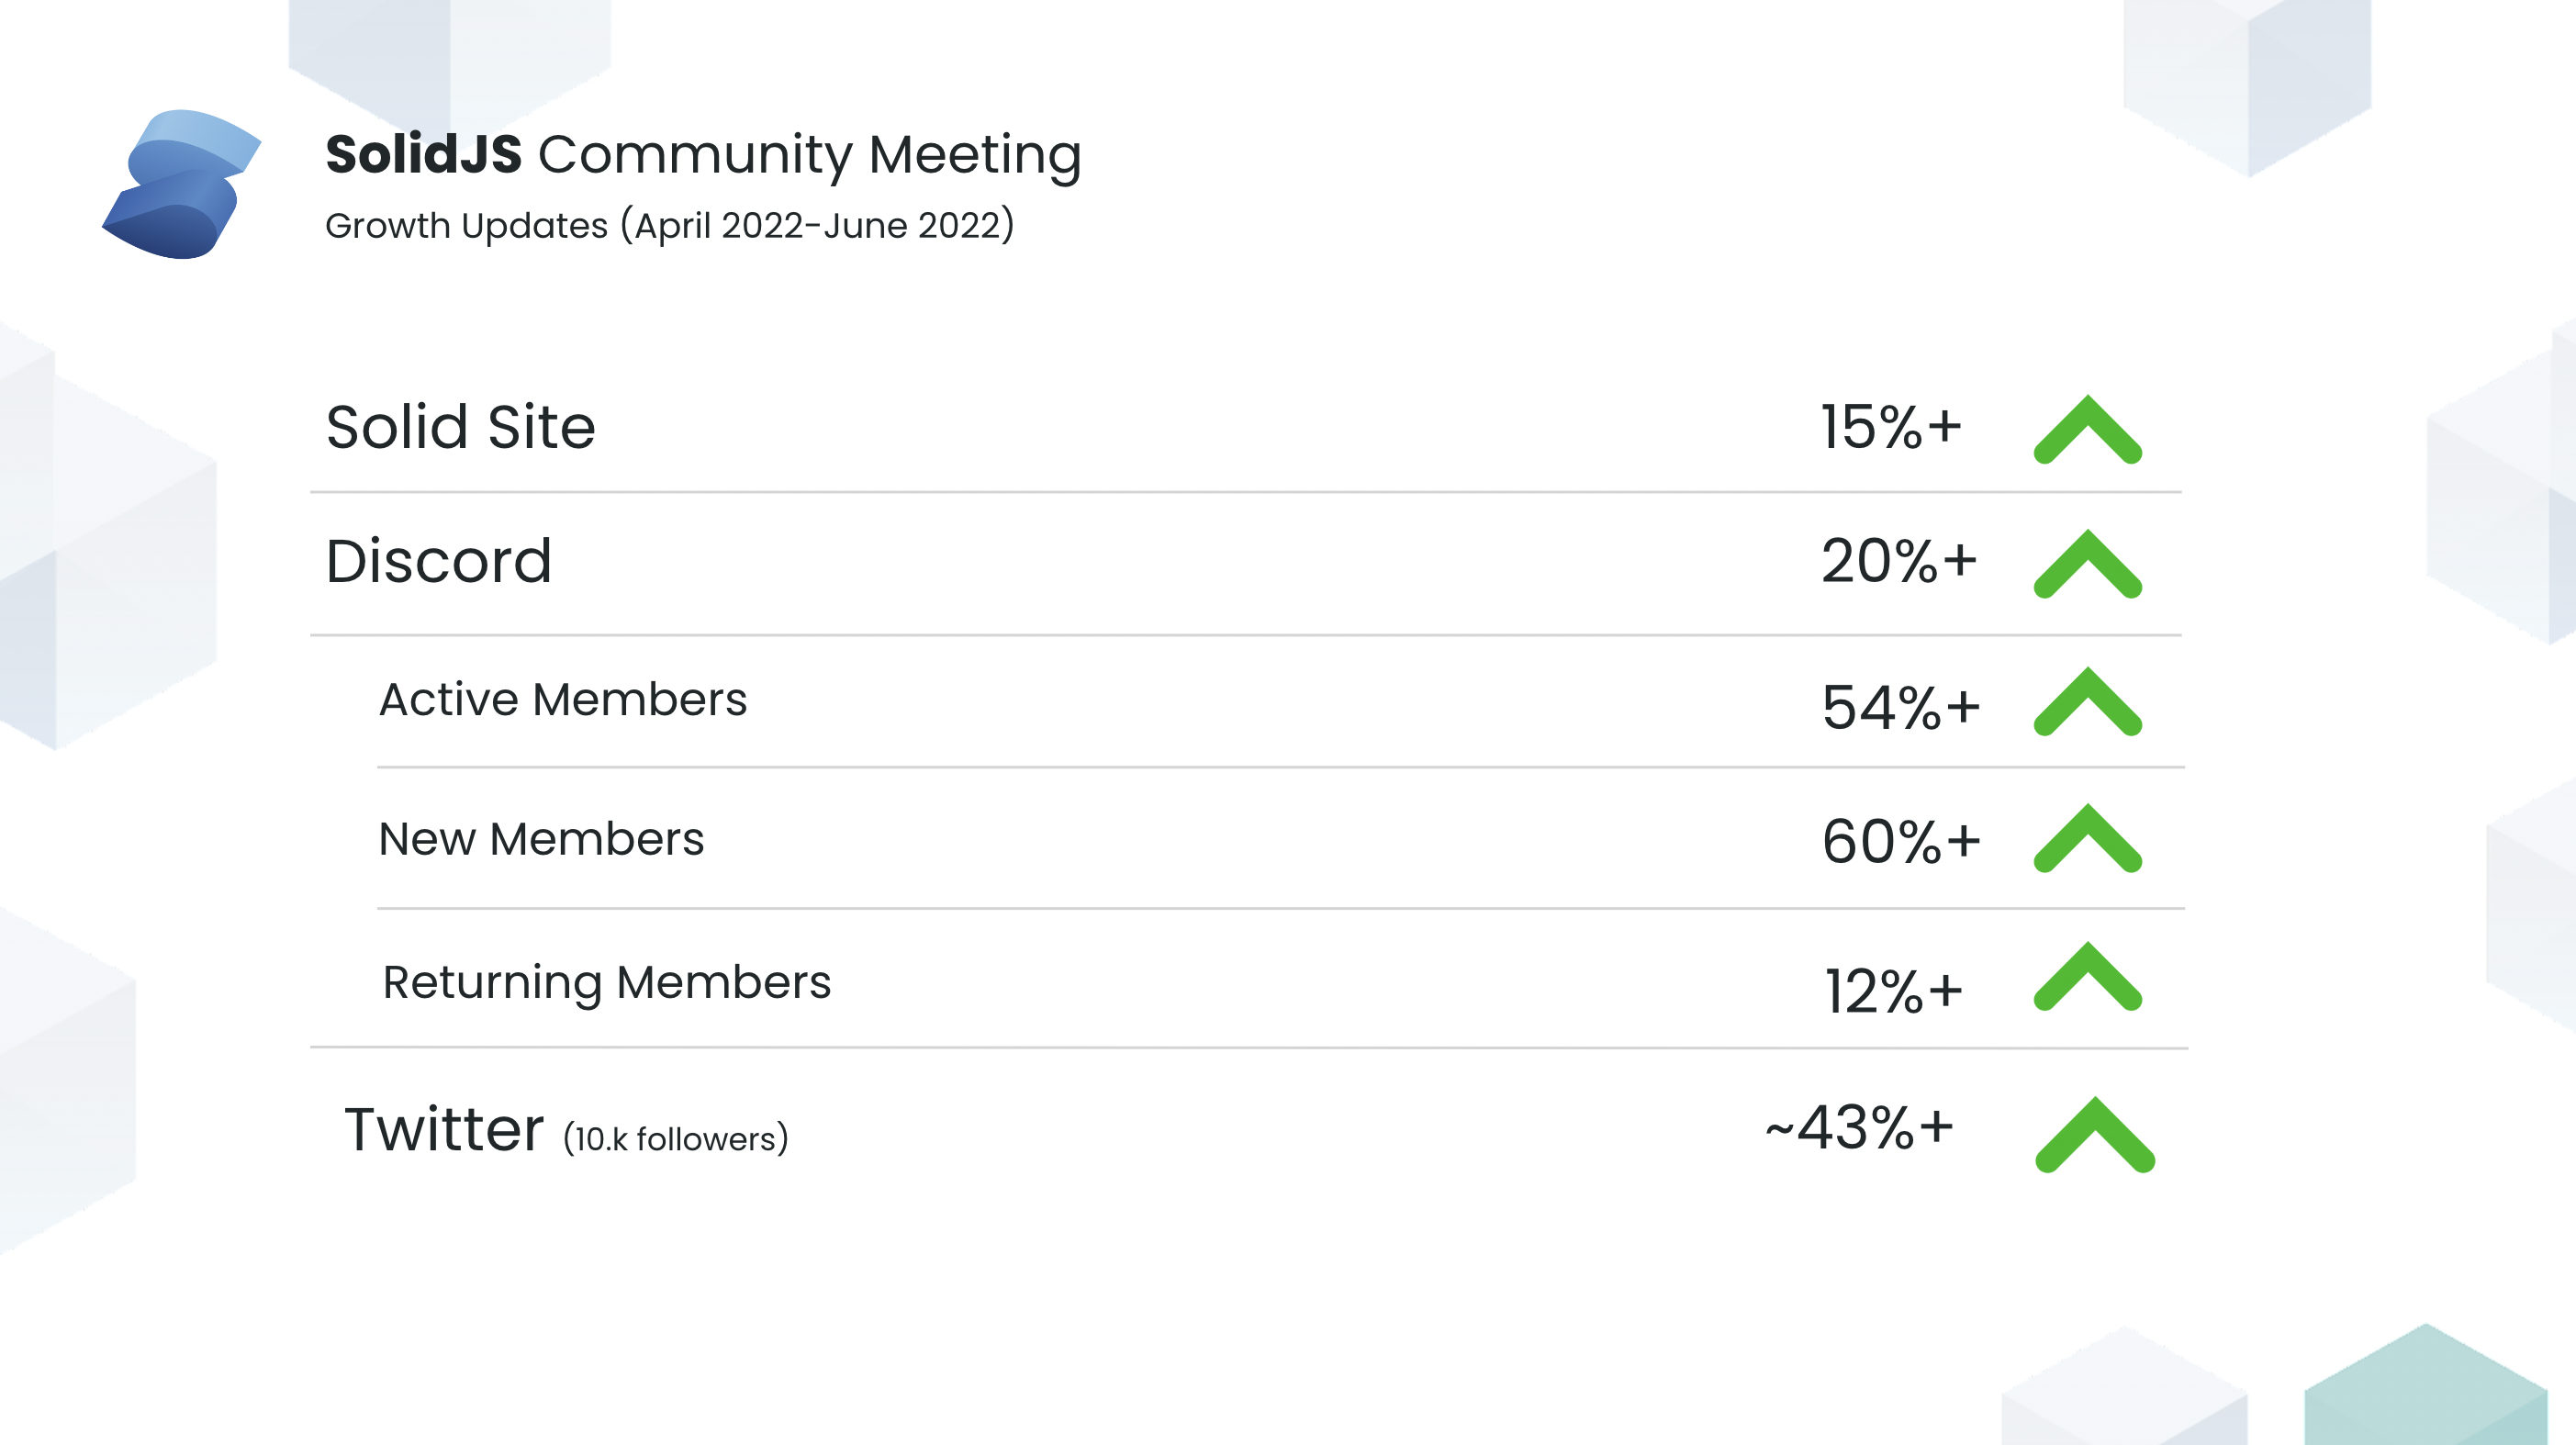 SolidJS Community Meeting
Growth Updates (April 2022-June 2022)
Solid Site 15%+
Discord 20%+
Active Members 54%+
New Members 60%+
Returning Members 12%+
Twitter (10.k followers) ~43%+